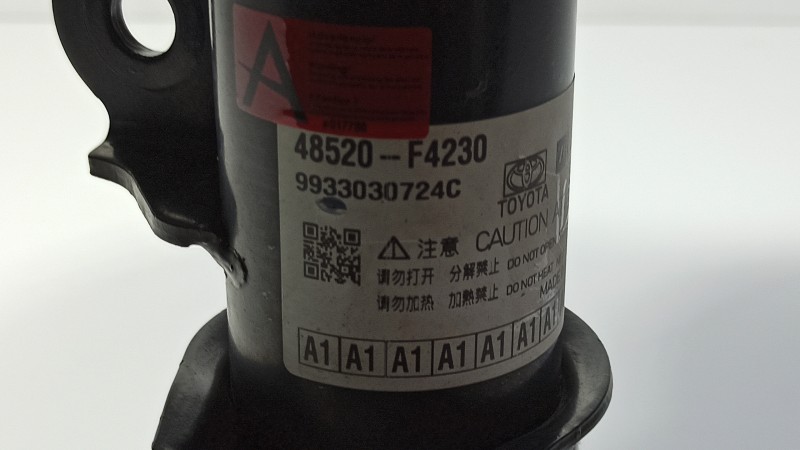 A
48520-F4230
9933030724C
TOYOTA
注意 CAUTION
请勿打开 分解禁止 DO NOT OPEN
请勿加热 加熱禁止 DO NOT HEAT
MADE
A1 A1 A1 A1 A1 A1 A1